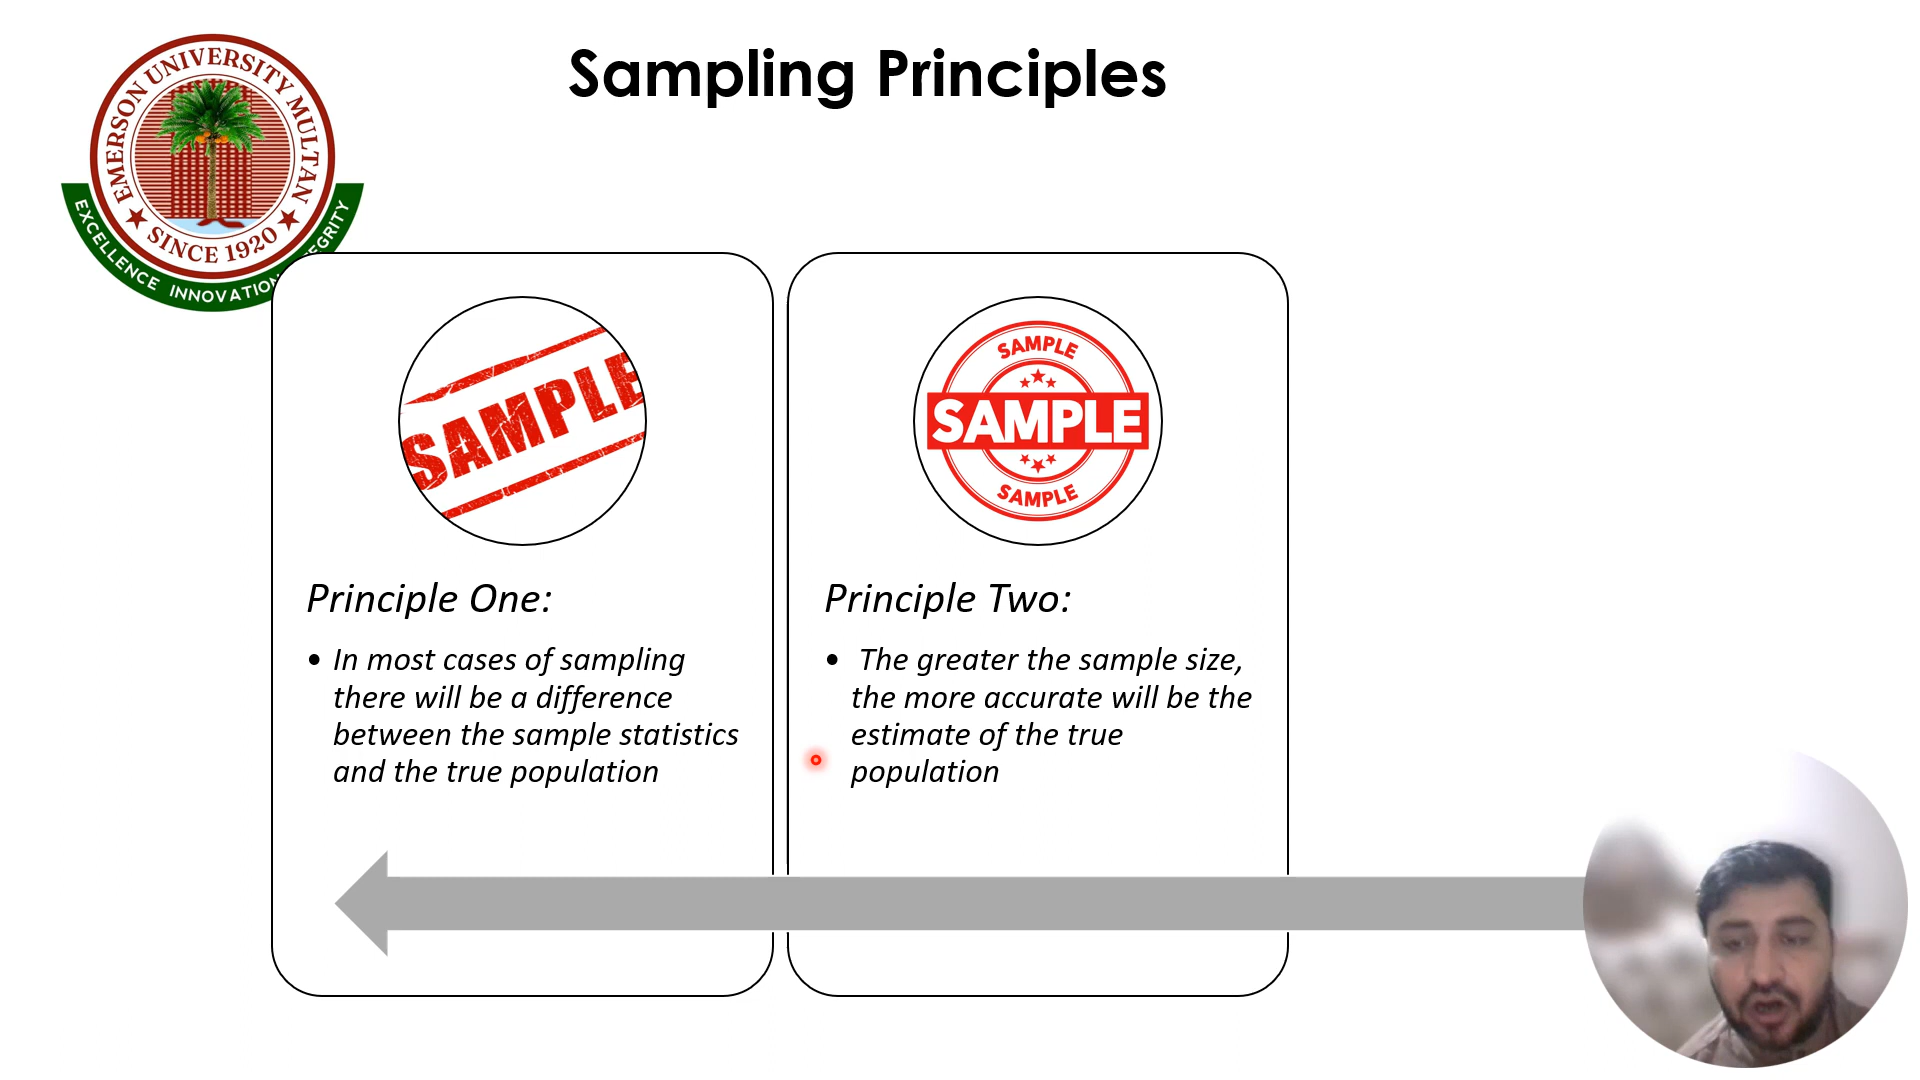 Sampling Principles
EMERSON UNIVERSITY MULTAN
SINCE 1920
EXCELLENCE INNOVATION
SAMPLE
SAMPLE
SAMPLE
SAMPLE
Principle One:
• In most cases of sampling
there will be a difference
between the sample statistics
and the true population
Principle Two:
• The greater the sample size,
the more accurate will be the
estimate of the true
population